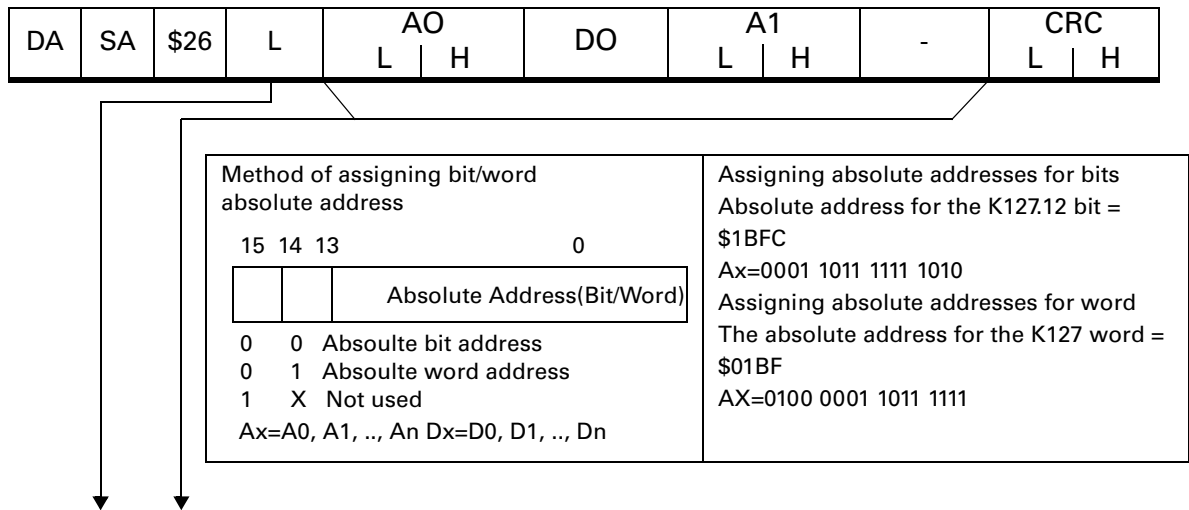 DA SA $26 L AO DO A1 - CRC
L H L H L H
Method of assigning bit/word
absolute address
15 14 13 0
Absolute Address(Bit/Word)
0 0 Absoulte bit address
0 1 Absoulte word address
1 X Not used
Ax=A0, A1, .., An Dx=D0, D1, .., Dn
Assigning absolute addresses for bits
Absolute address for the K127.12 bit =
$1BFC
Ax=0001 1011 1111 1010
Assigning absolute addresses for word
The absolute address for the K127 word =
$01BF
AX=0100 0001 1011 1111